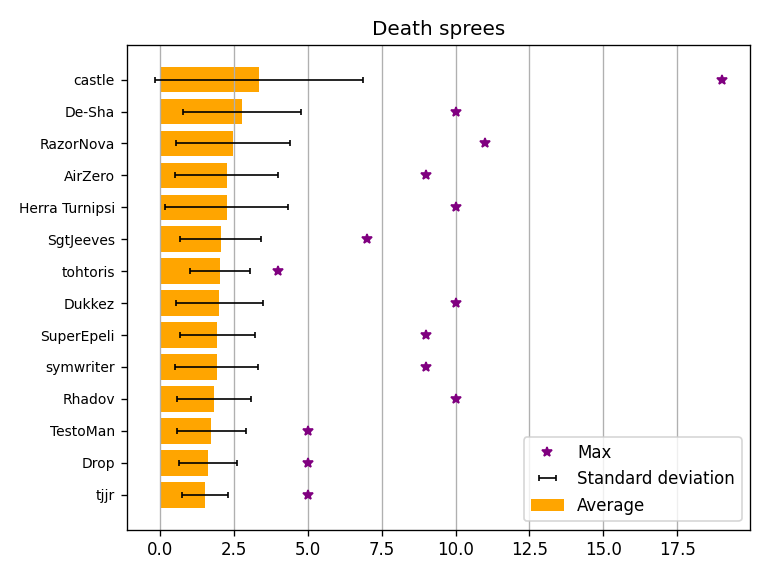 Death sprees
castle
De-Sha
RazorNova
AirZero
Herra Turnipsi
SgtJeeves
tohtoris
Dukkez
SuperEpeli
symwriter
Rhadov
TestoMan
Drop
tjjr
Max
Standard deviation
Average
0.0 2.5 5.0 7.5 10.0 12.5 15.0 17.5